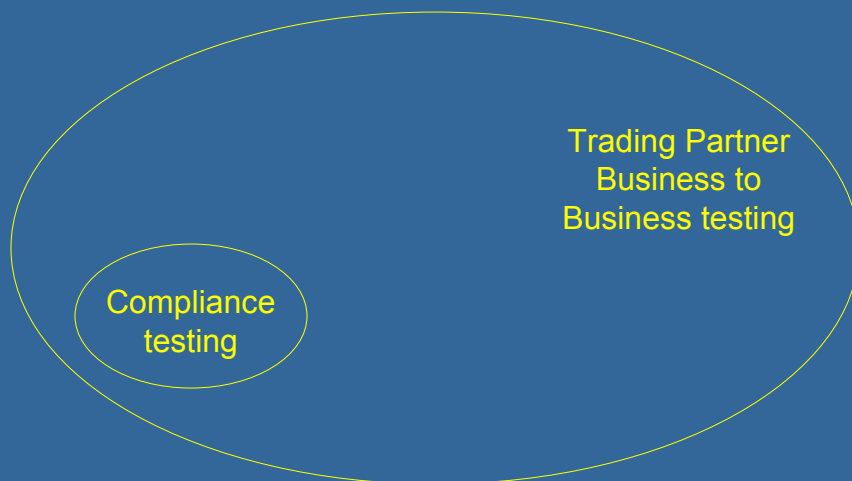 Trading Partner
Business to
Business testing
Compliance
testing